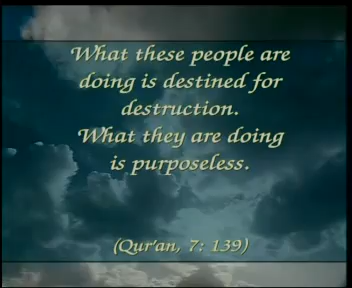 What these people are
doing is destined for
destruction.
What they are doing
is purposeless.
(Qur'an, 7: 139)